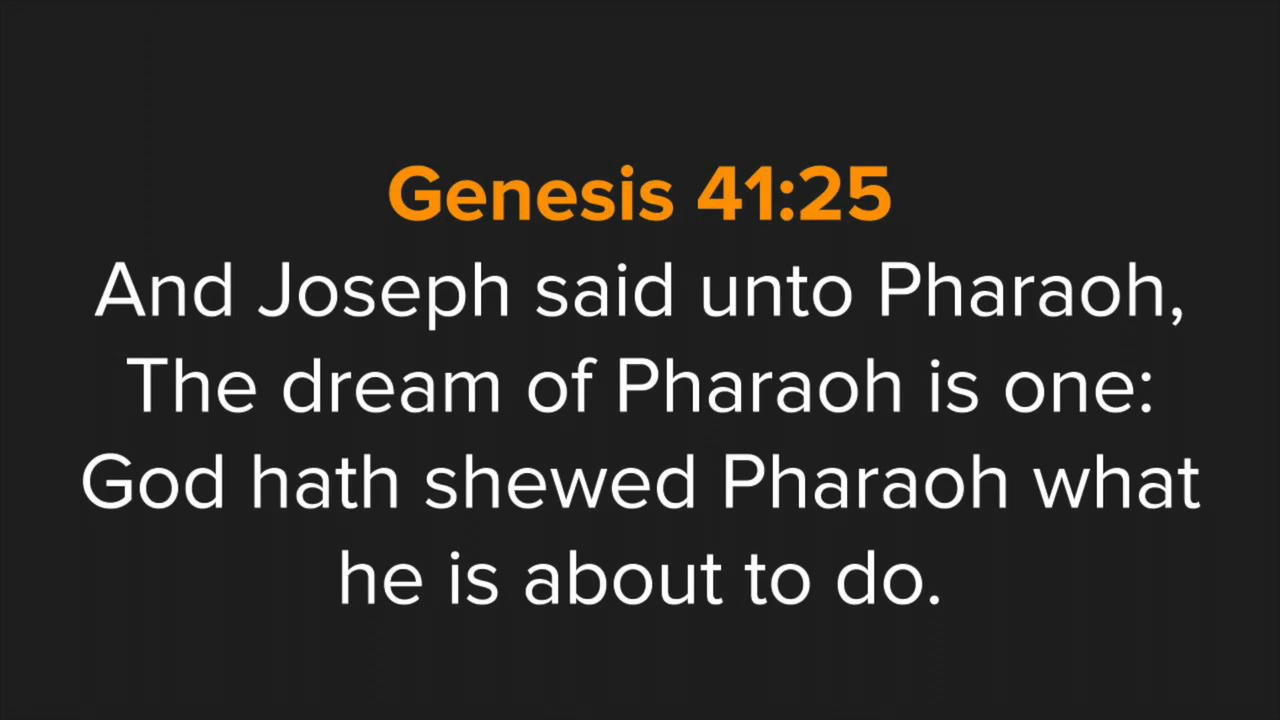 Genesis 41:25
And Joseph said unto Pharaoh,
The dream of Pharaoh is one:
God hath shewed Pharaoh what
he is about to do.